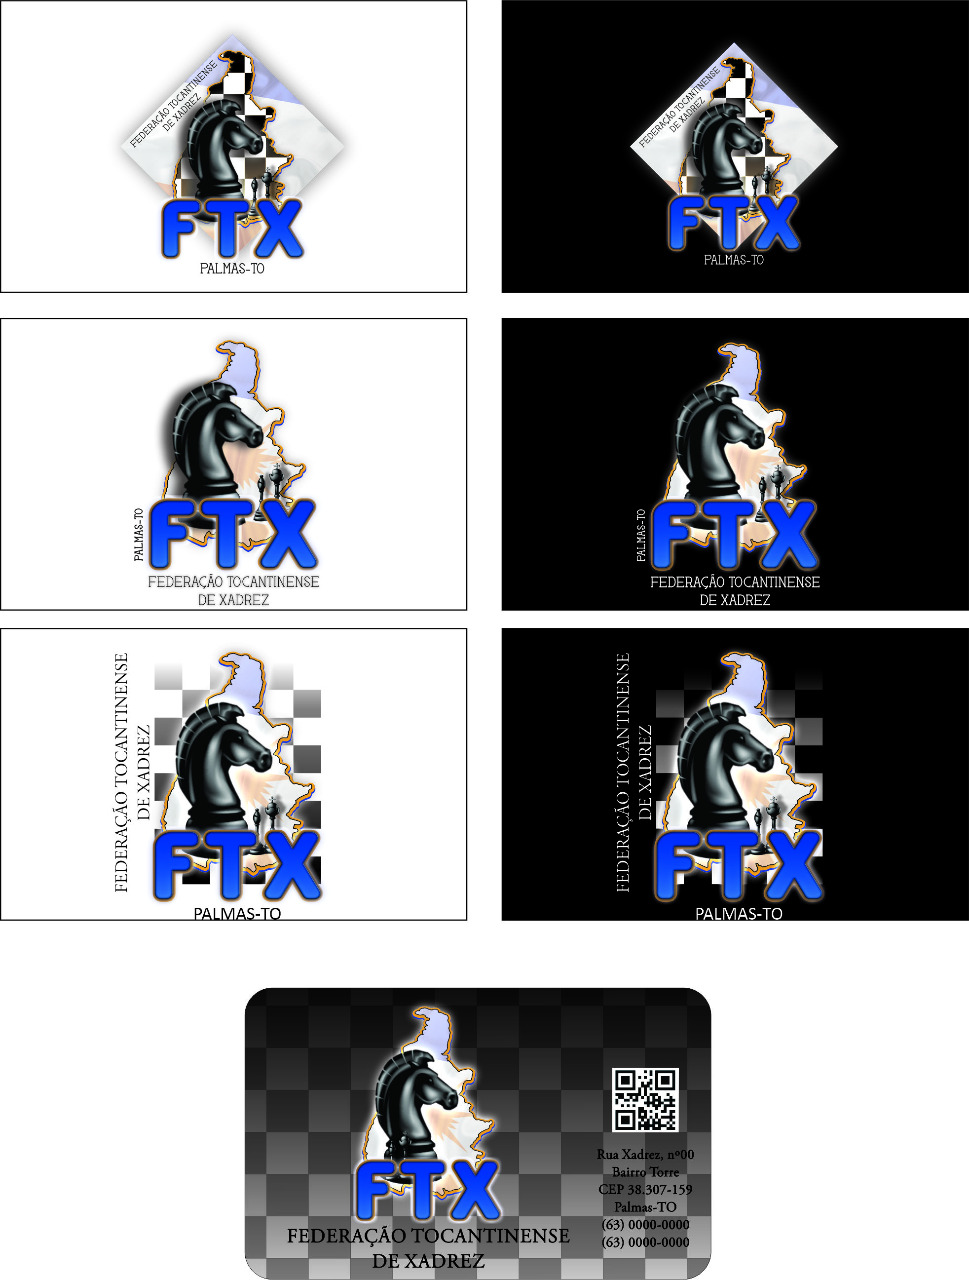 FEDERAÇÃO TOCANTINENSE
DE XADREZ
FTX
PALMAS-TO
FEDERAÇÃO TOCANTINENSE
DE XADREZ
FTX
PALMAS-TO
PALMAS-TO
FTX
FEDERAÇÃO TOCANTINENSE
DE XADREZ
PALMAS-TO
FTX
FEDERAÇÃO TOCANTINENSE
DE XADREZ
FEDERAÇÃO TOCANTINENSE
DE XADREZ
FTX
PALMAS-TO
FEDERAÇÃO TOCANTINENSE
DE XADREZ
FTX
PALMAS-TO
FTX
FEDERAÇÃO TOCANTINENSE
DE XADREZ
Rua Xadrez, nº00
Bairro Torre
CEP 38.307-159
Palmas-TO
(63) 0000-0000
(63) 0000-0000